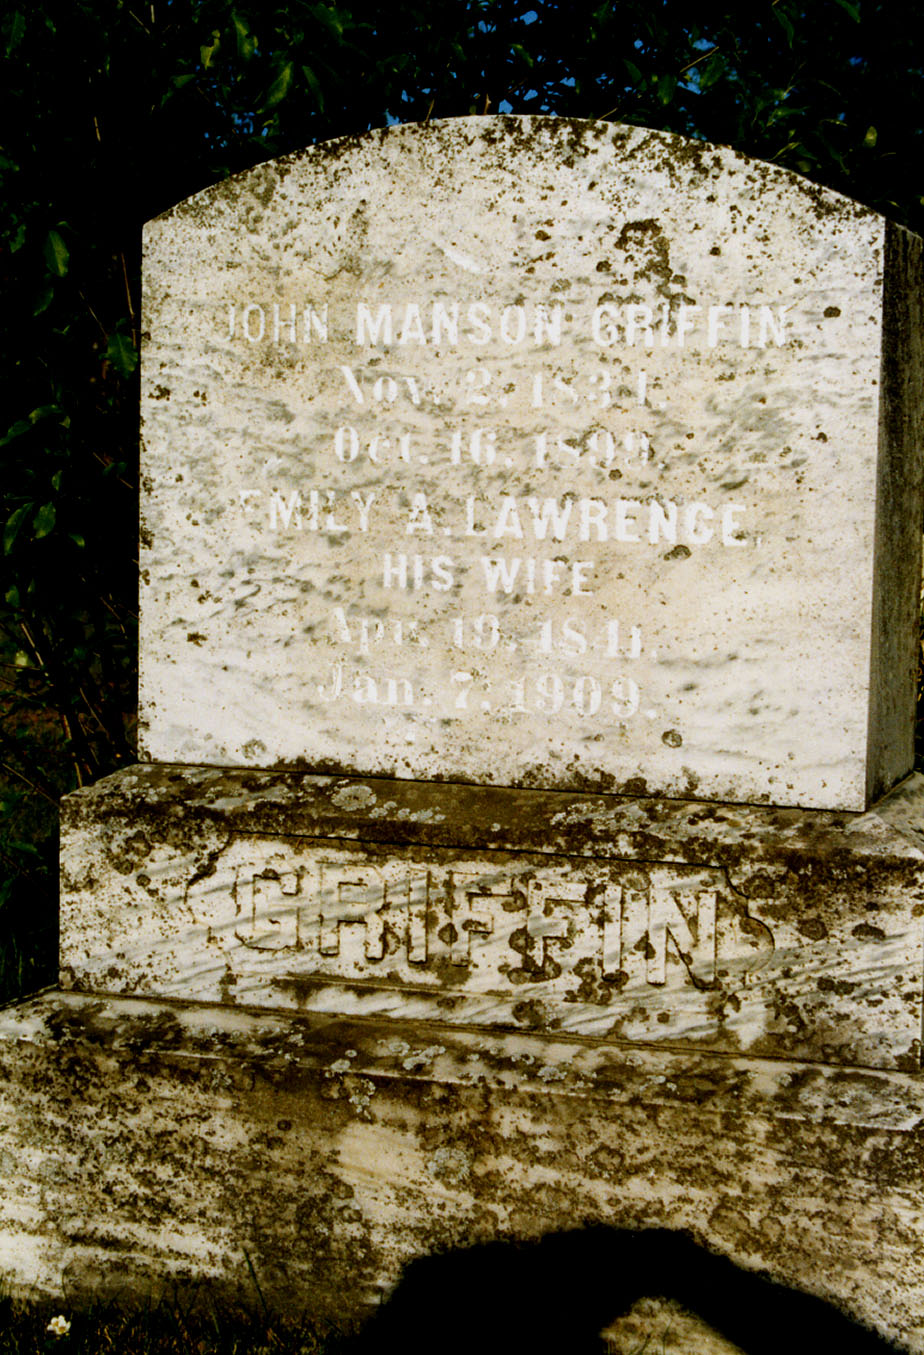 JOHN MANSON GRIFFIN
Nov. 2. 1834.
Oct. 16. 1899.
EMILY A. LAWRENCE.
HIS WIFE
Apr. 19. 1841.
Jan. 7. 1909.
GRIFFIN